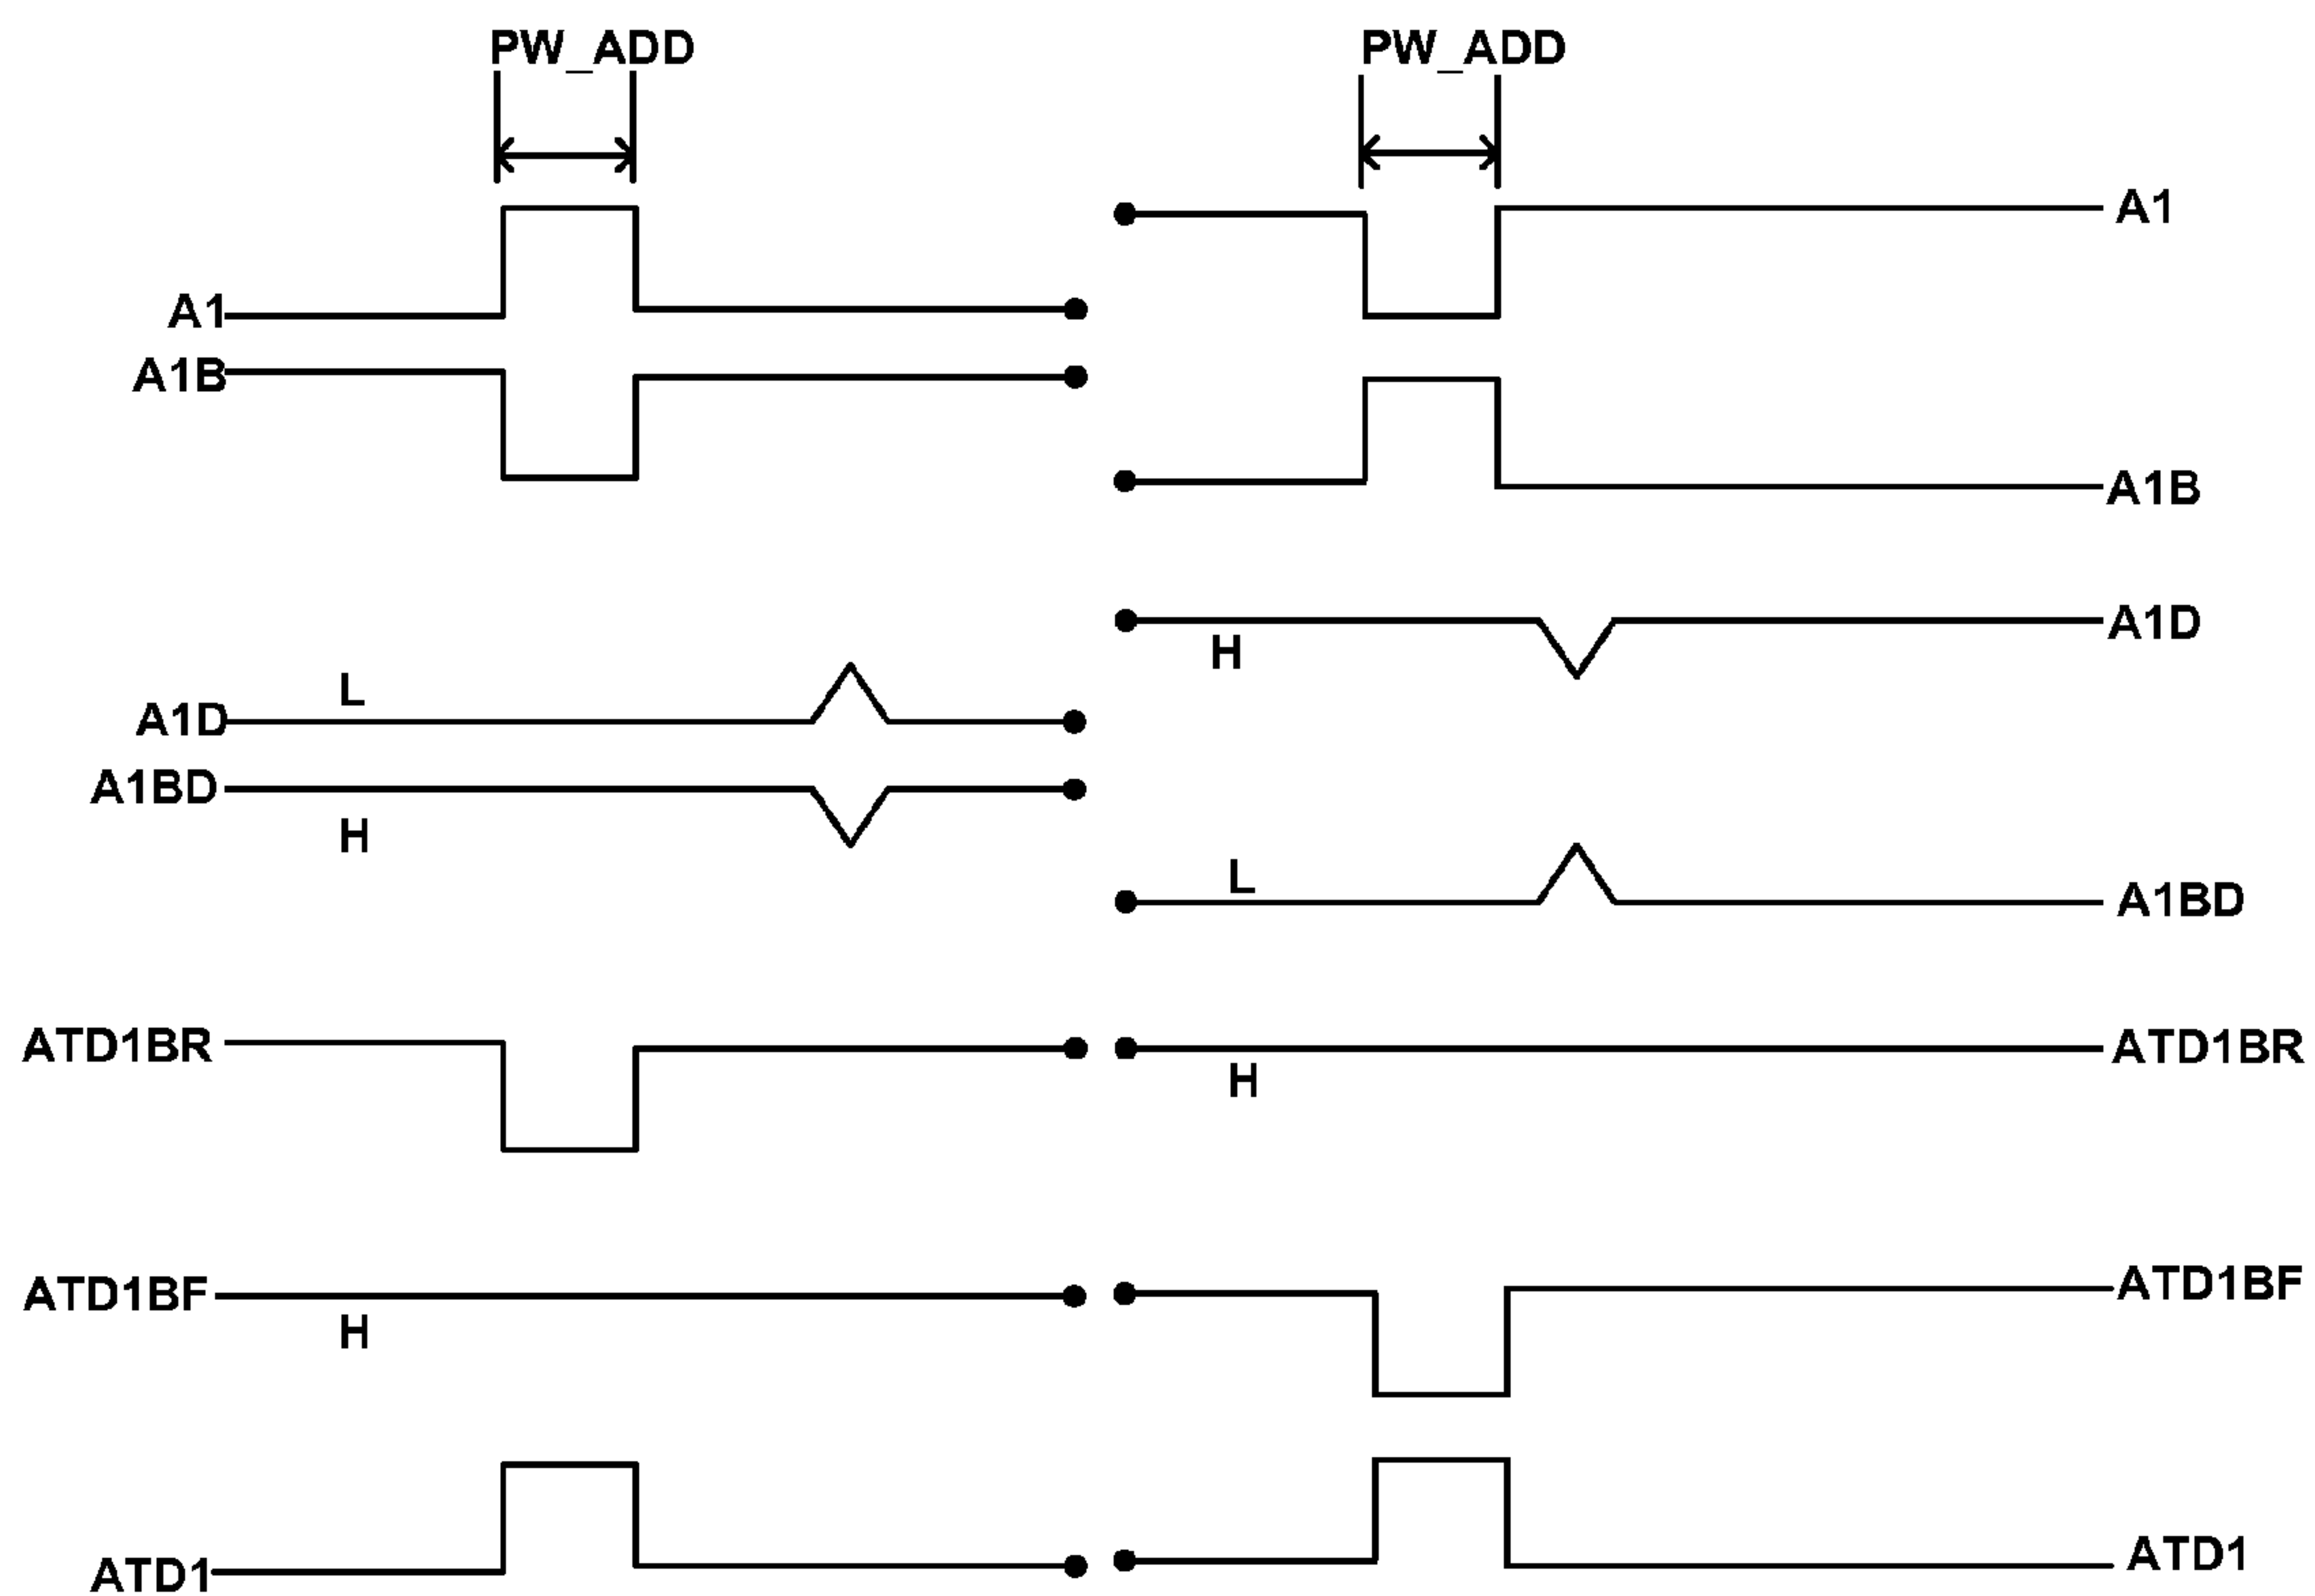 PW_ADD PW_ADD
A1
A1
A1B
A1B
A1D
H
L
A1D
A1BD
H
L
A1BD
ATD1BR ATD1BR
H
ATD1BF ATD1BF
H
ATD1 ATD1